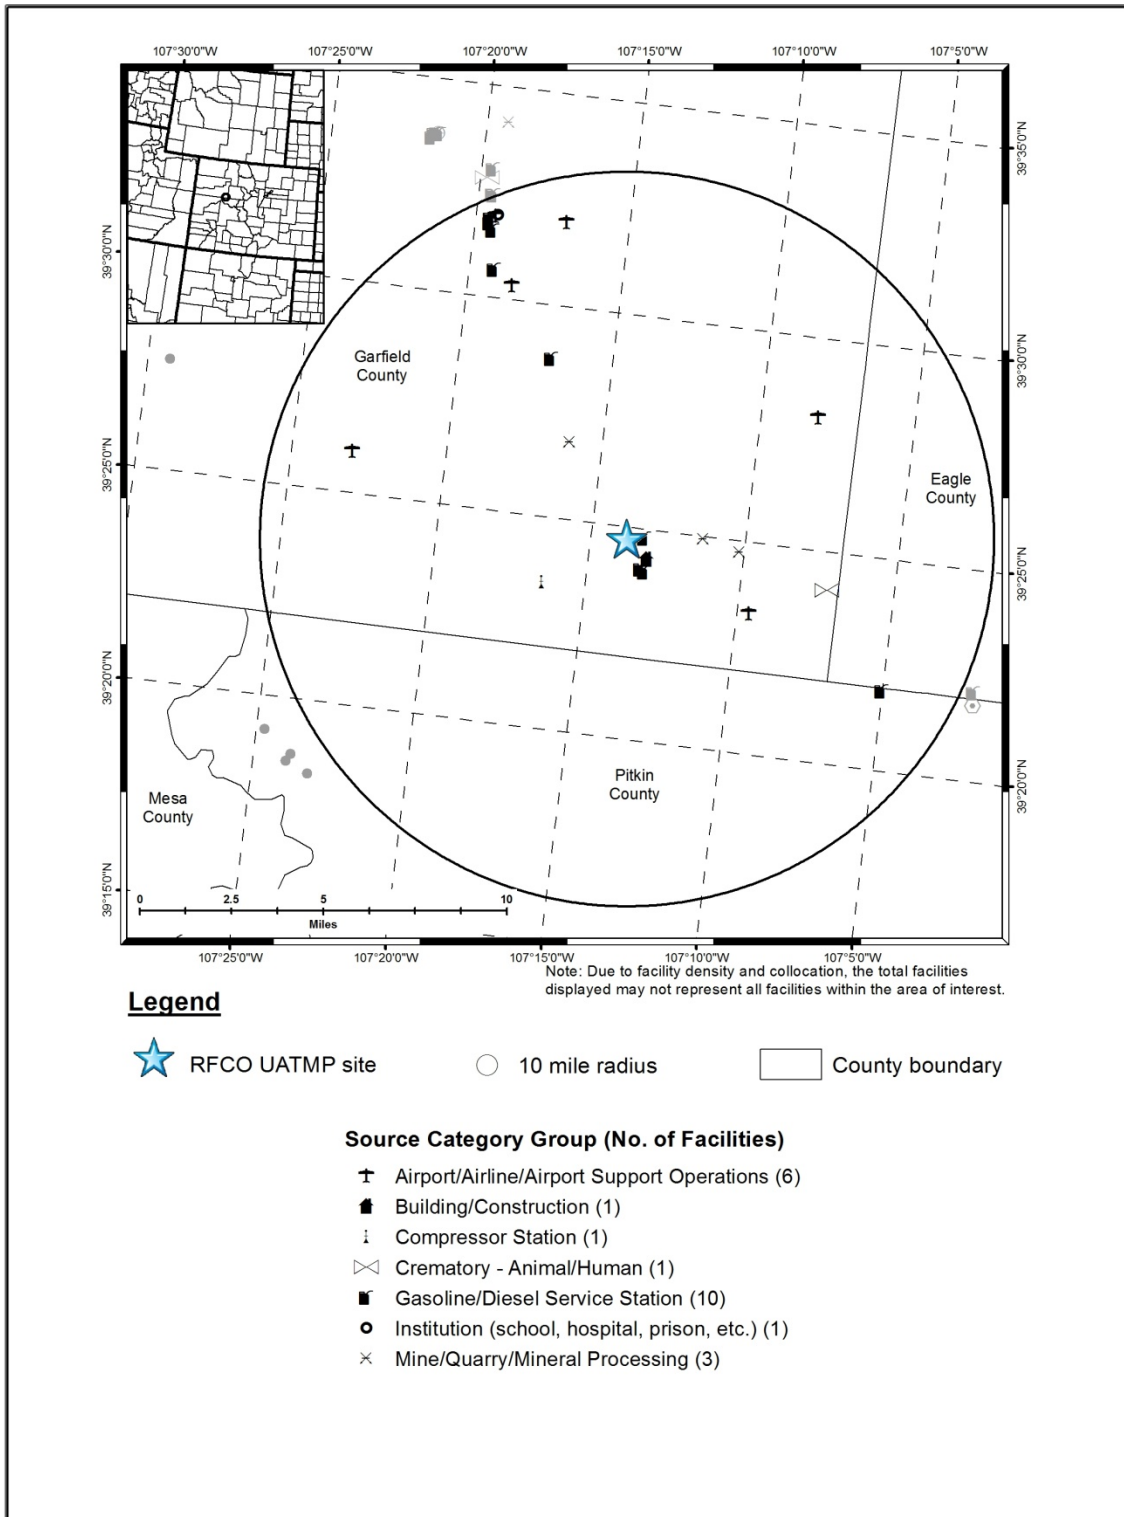 107°30'0"W
107°25'0"W
107°20'0"W
107°15'0"W
107°10'0"W
107°5'0"W
39°35'0"N
39°30'0"N
39°30'0"N
Garfield
County
39°25'0"N
Eagle
County
39°25'0"N
39°20'0"N
39°20'0"N
Pitkin
County
Mesa
County
39°15'0"N
0
2.5
5
10
Miles
107°25'0"W
107°20'0"W
107°15'0"W
107°10'0"W
107°5'0"W
Note: Due to facility density and collocation, the total facilities
displayed may not represent all facilities within the area of interest.
Legend
RFCO UATMP site
10 mile radius
County boundary
Source Category Group (No. of Facilities)
Airport/Airline/Airport Support Operations (6)
Building/Construction (1)
Compressor Station (1)
Crematory - Animal/Human (1)
Gasoline/Diesel Service Station (10)
Institution (school, hospital, prison, etc.) (1)
Mine/Quarry/Mineral Processing (3)